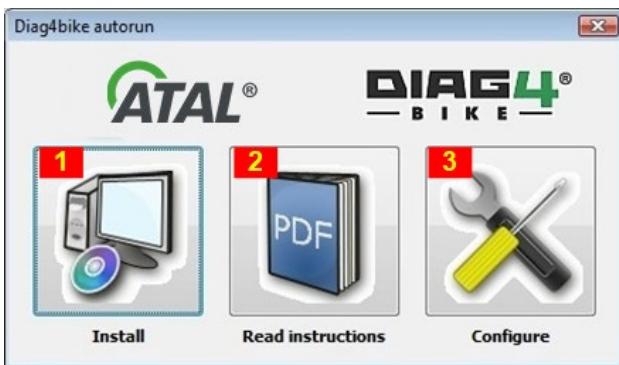 Diag4bike autorun
ATAL®
DIAG4®
BIKE
1
2
3
PDF
Install
Read instructions
Configure